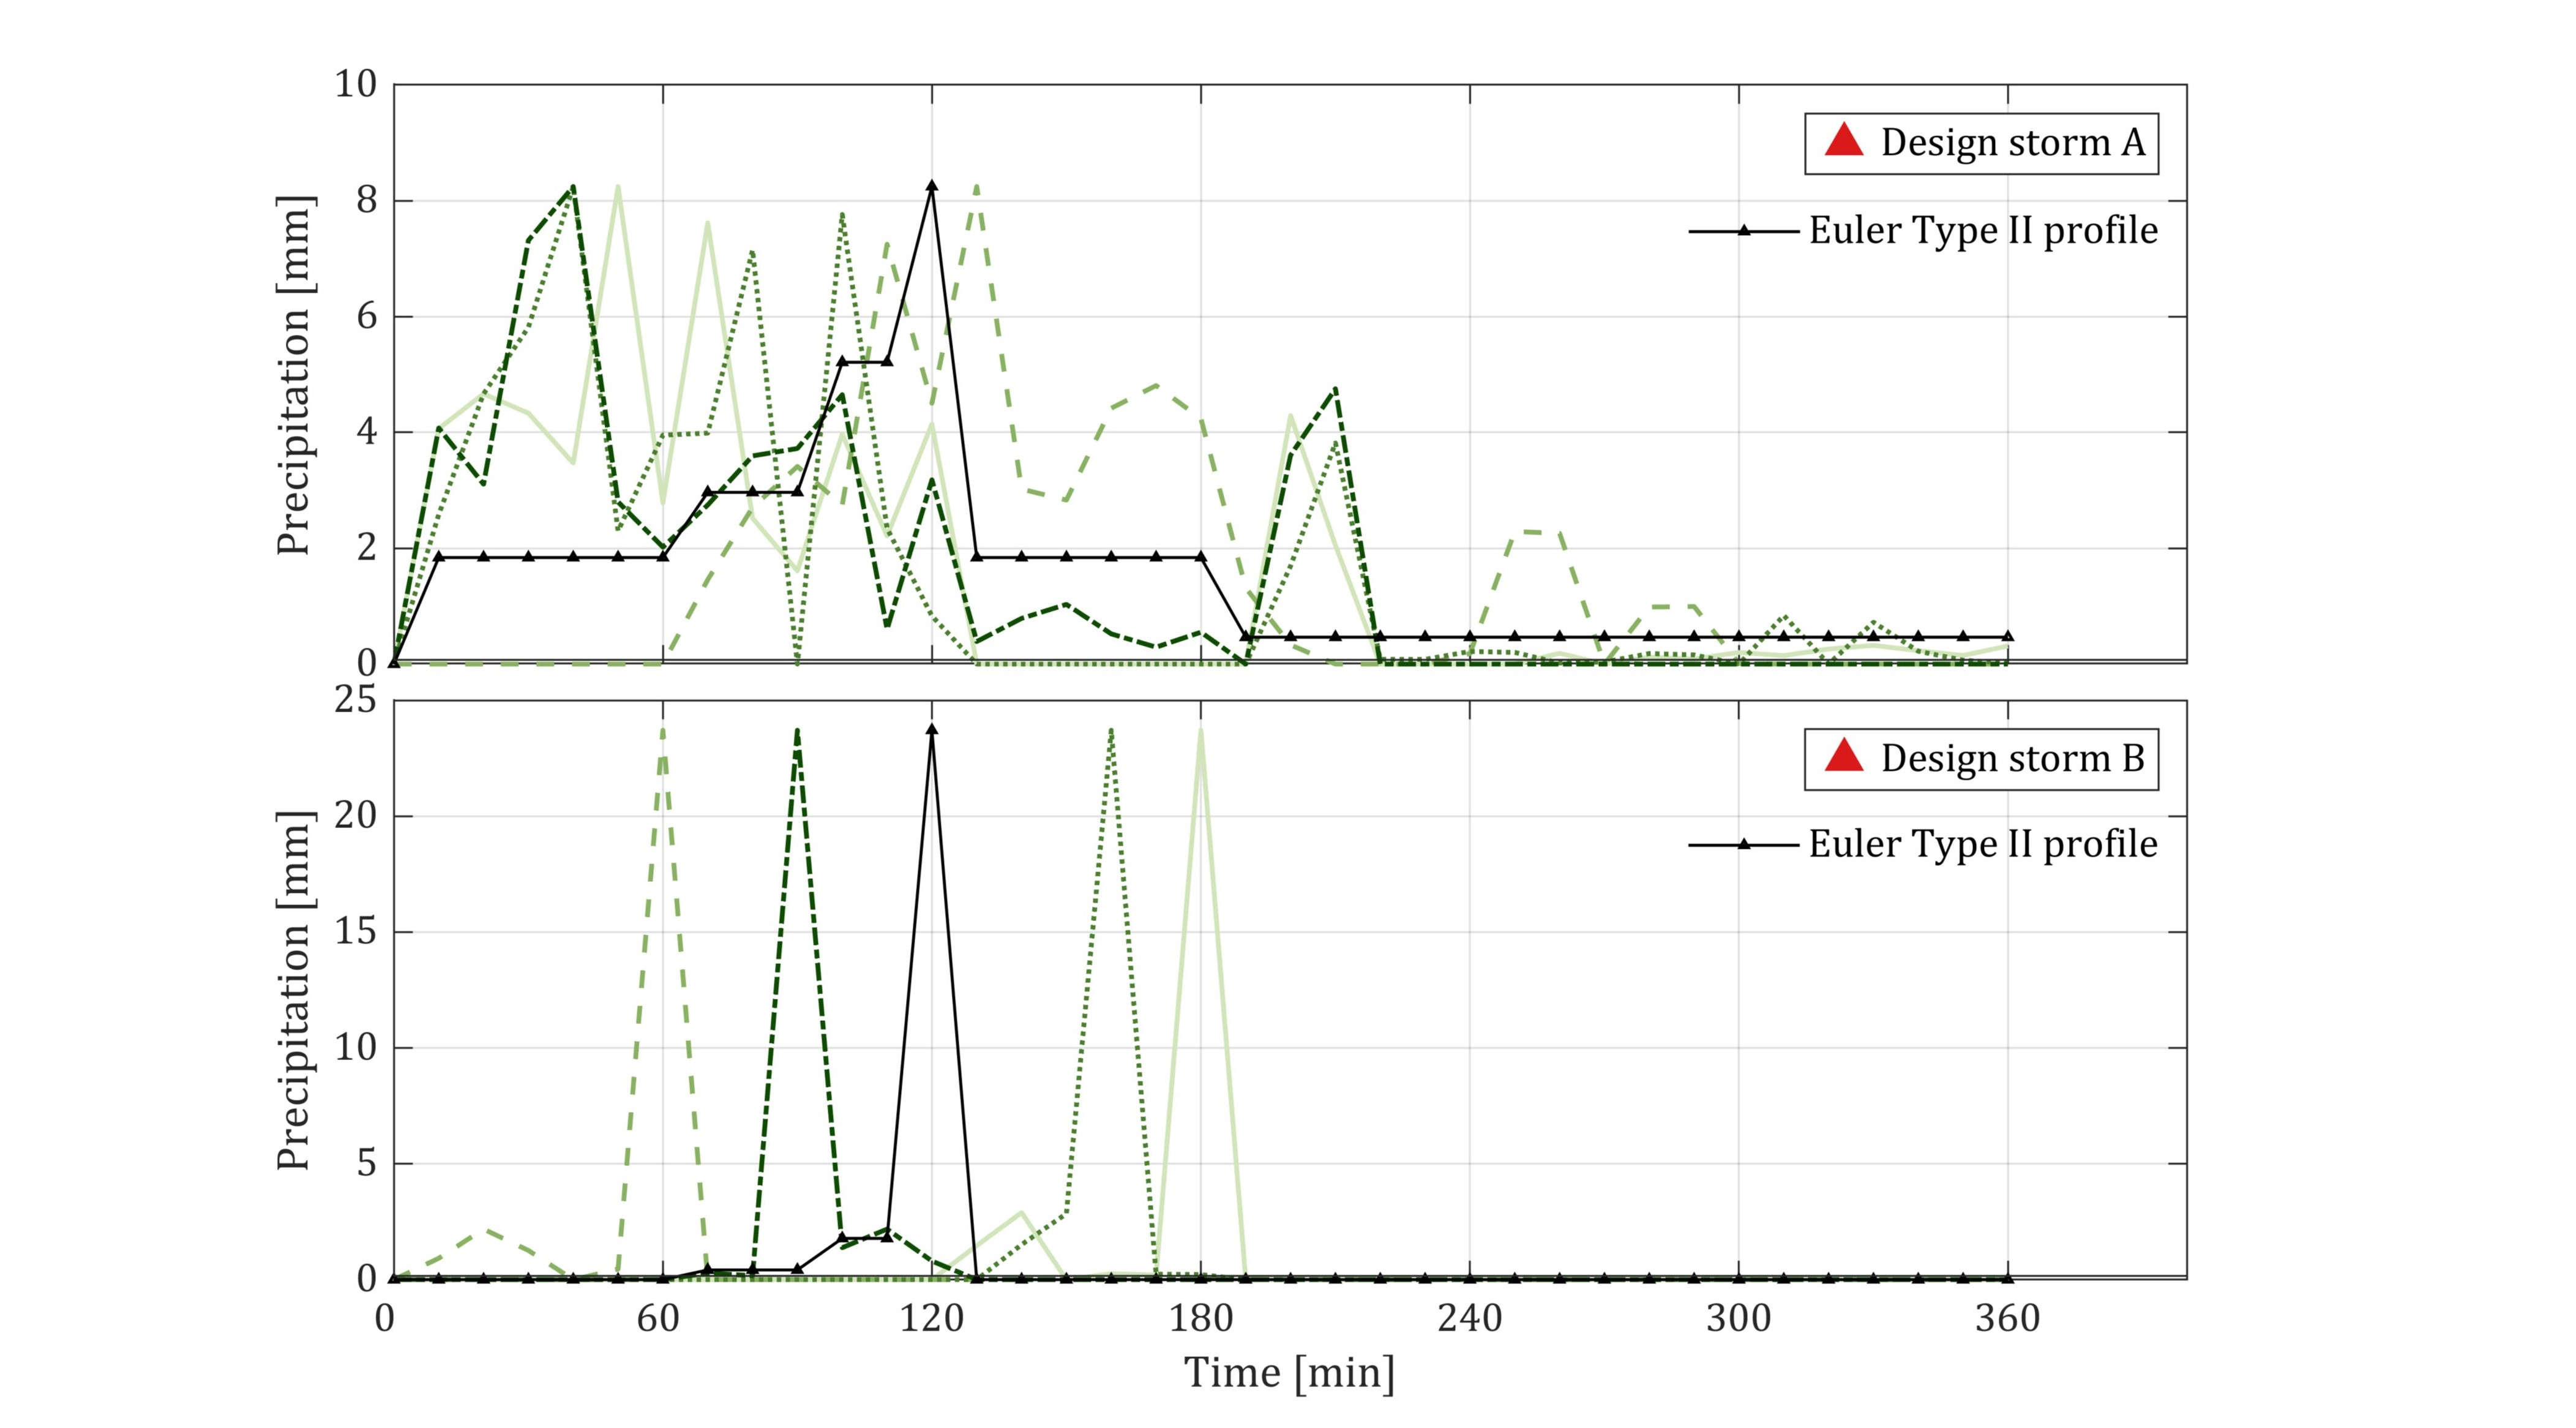 10
8
6
4
2
0
Precipitation [mm]
Design storm A
Euler Type II profile
25
20
15
10
5
0
Precipitation [mm]
Design storm B
Euler Type II profile
0 60 120 180 240 300 360
Time [min]